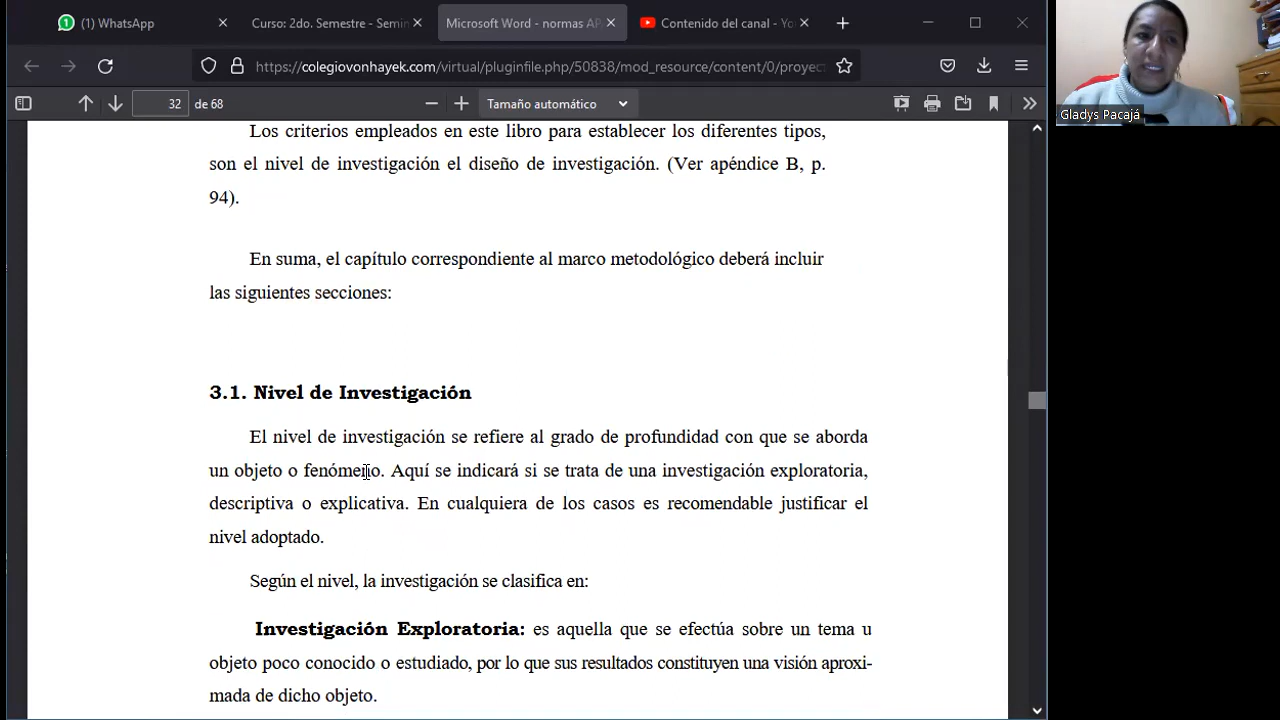 (1) WhatsApp
Curso: 2do. Semestre - Semin
Microsoft Word - normas AP
Contenido del canal - Yo
https://colegiovonhayek.com/virtual/pluginfile.php/50838/mod_resource/content/0/proyec
32 de 68
Tamaño automático
Gladys Pacajá
Los criterios empleados en este libro para establecer los diferentes tipos,
son el nivel de investigación el diseño de investigación. (Ver apéndice B, p.
94).
En suma, el capítulo correspondiente al marco metodológico deberá incluir
las siguientes secciones:
3.1. Nivel de Investigación
El nivel de investigación se refiere al grado de profundidad con que se aborda
un objeto o fenómeno. Aquí se indicará si se trata de una investigación exploratoria,
descriptiva o explicativa. En cualquiera de los casos es recomendable justificar el
nivel adoptado.
Según el nivel, la investigación se clasifica en:
Investigación Exploratoria: es aquella que se efectúa sobre un tema u
objeto poco conocido o estudiado, por lo que sus resultados constituyen una visión aproxi-
mada de dicho objeto.